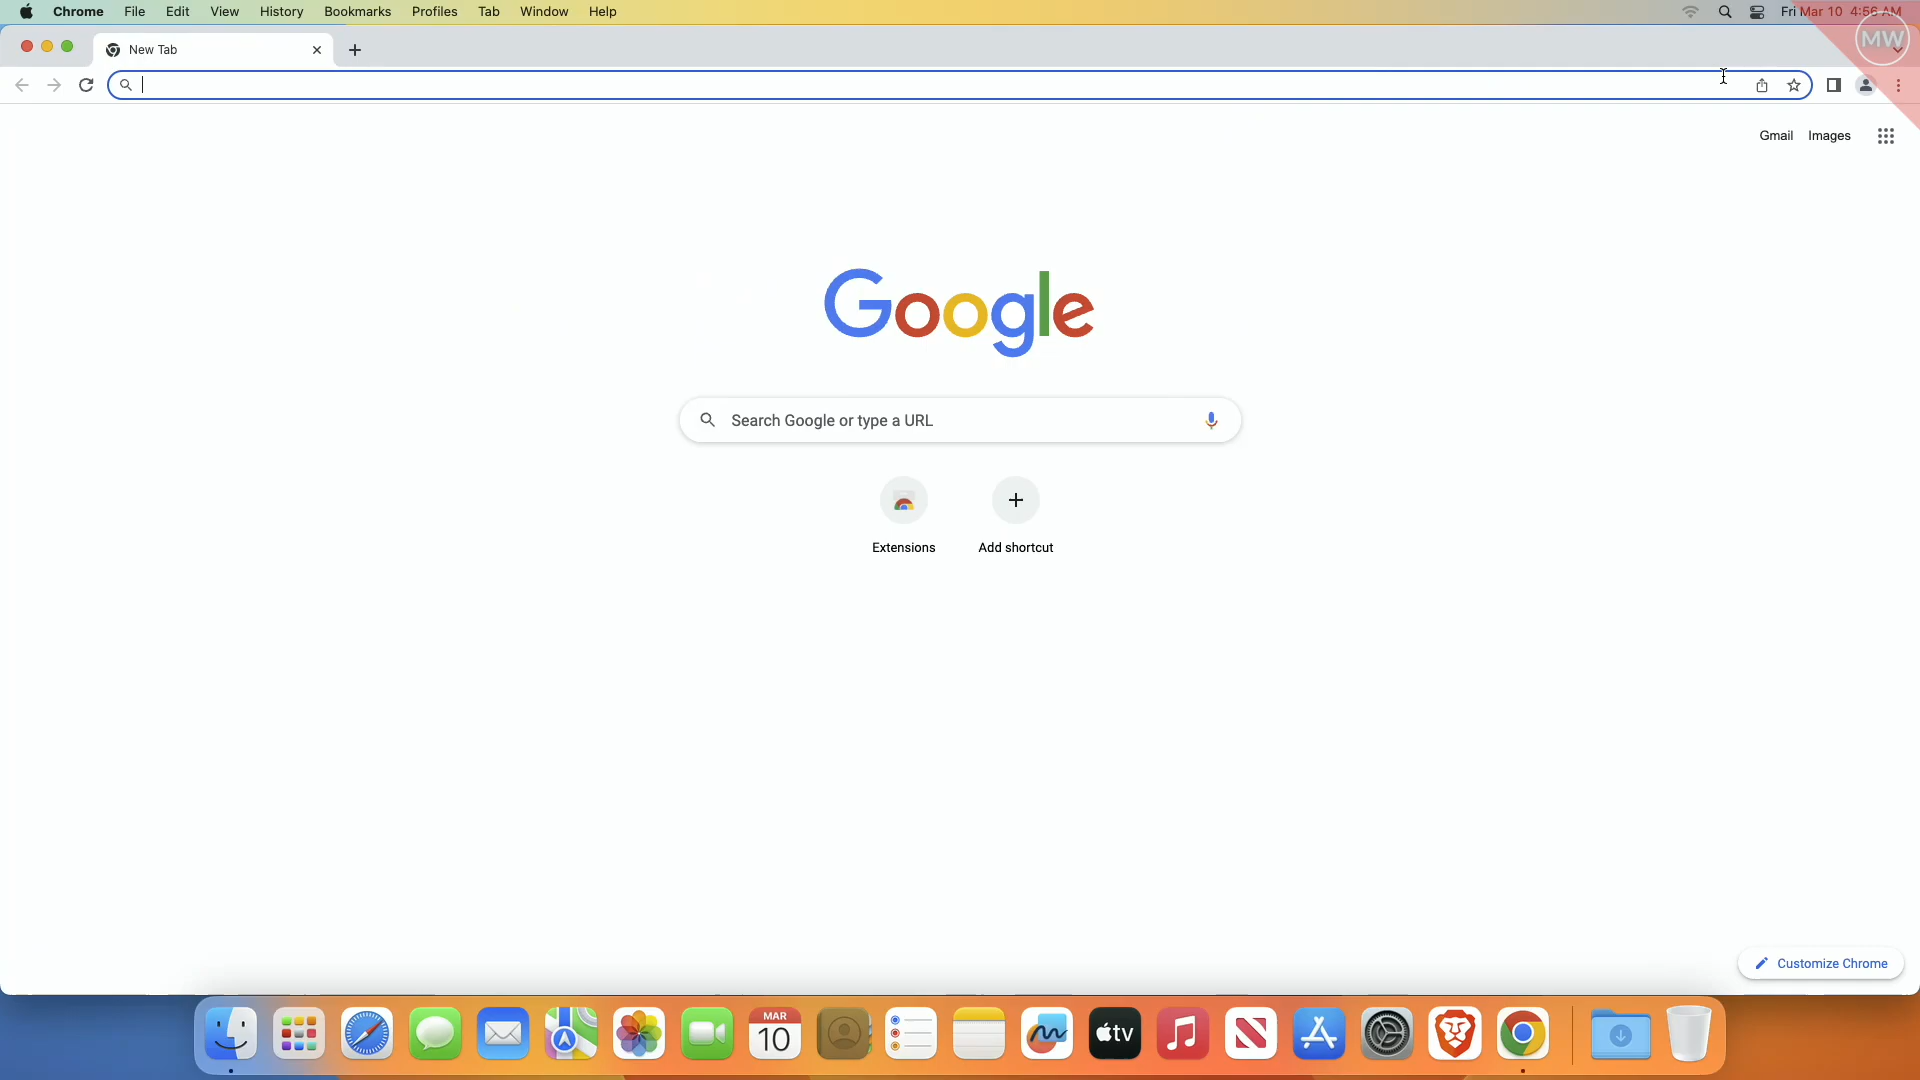 Chrome File Edit View History Bookmarks Profiles Tab Window Help Fri Mar 10 4:56 AM
MW
New Tab
Gmail Images
Google
Search Google or type a URL
Extensions Add shortcut
Customize Chrome
MAR
10
tv